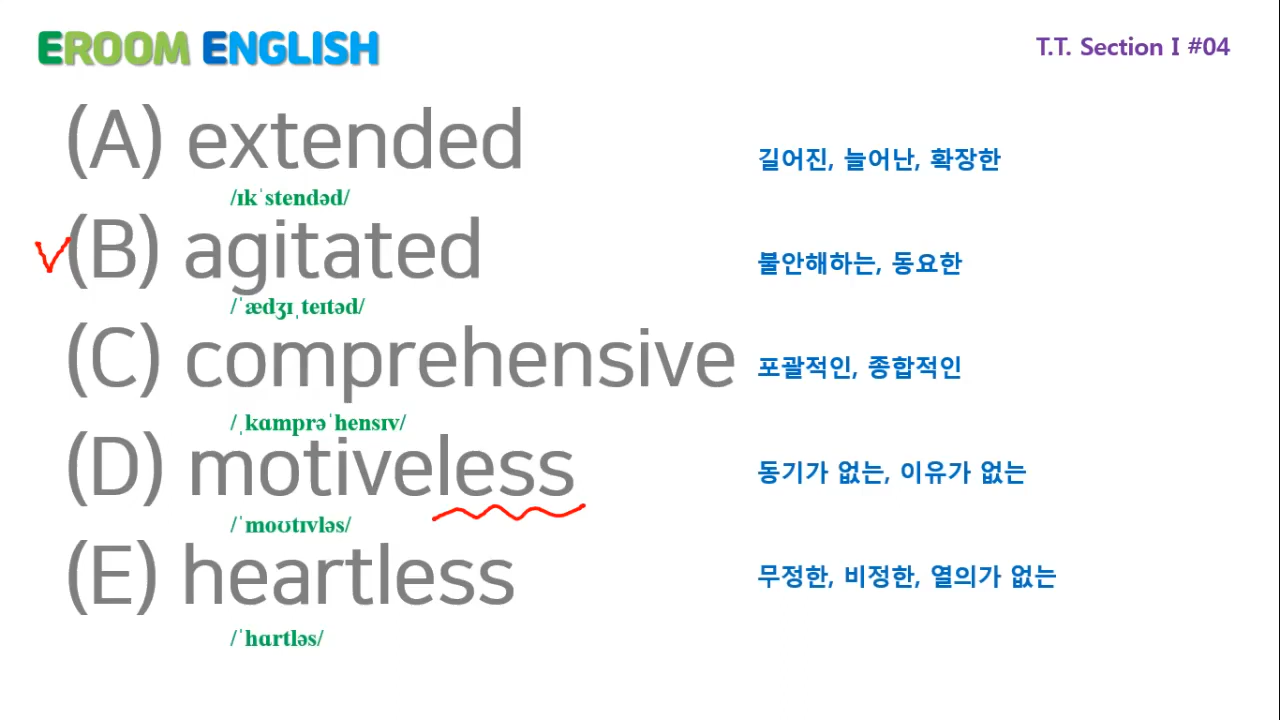 EROOM ENGLISH
T.T. Section I #04
(A) extended
길어진, 늘어난, 확장한
/ɪkˈstendəd/
(B) agitated
불안해하는, 동요한
/ˈædʒɪˌteɪtəd/
(C) comprehensive
포괄적인, 종합적인
/ˌkɑmprəˈhensɪv/
(D) motiveless
동기가 없는, 이유가 없는
/ˈmoʊtɪvləs/
(E) heartless
무정한, 비정한, 열의가 없는
/ˈhɑrtləs/